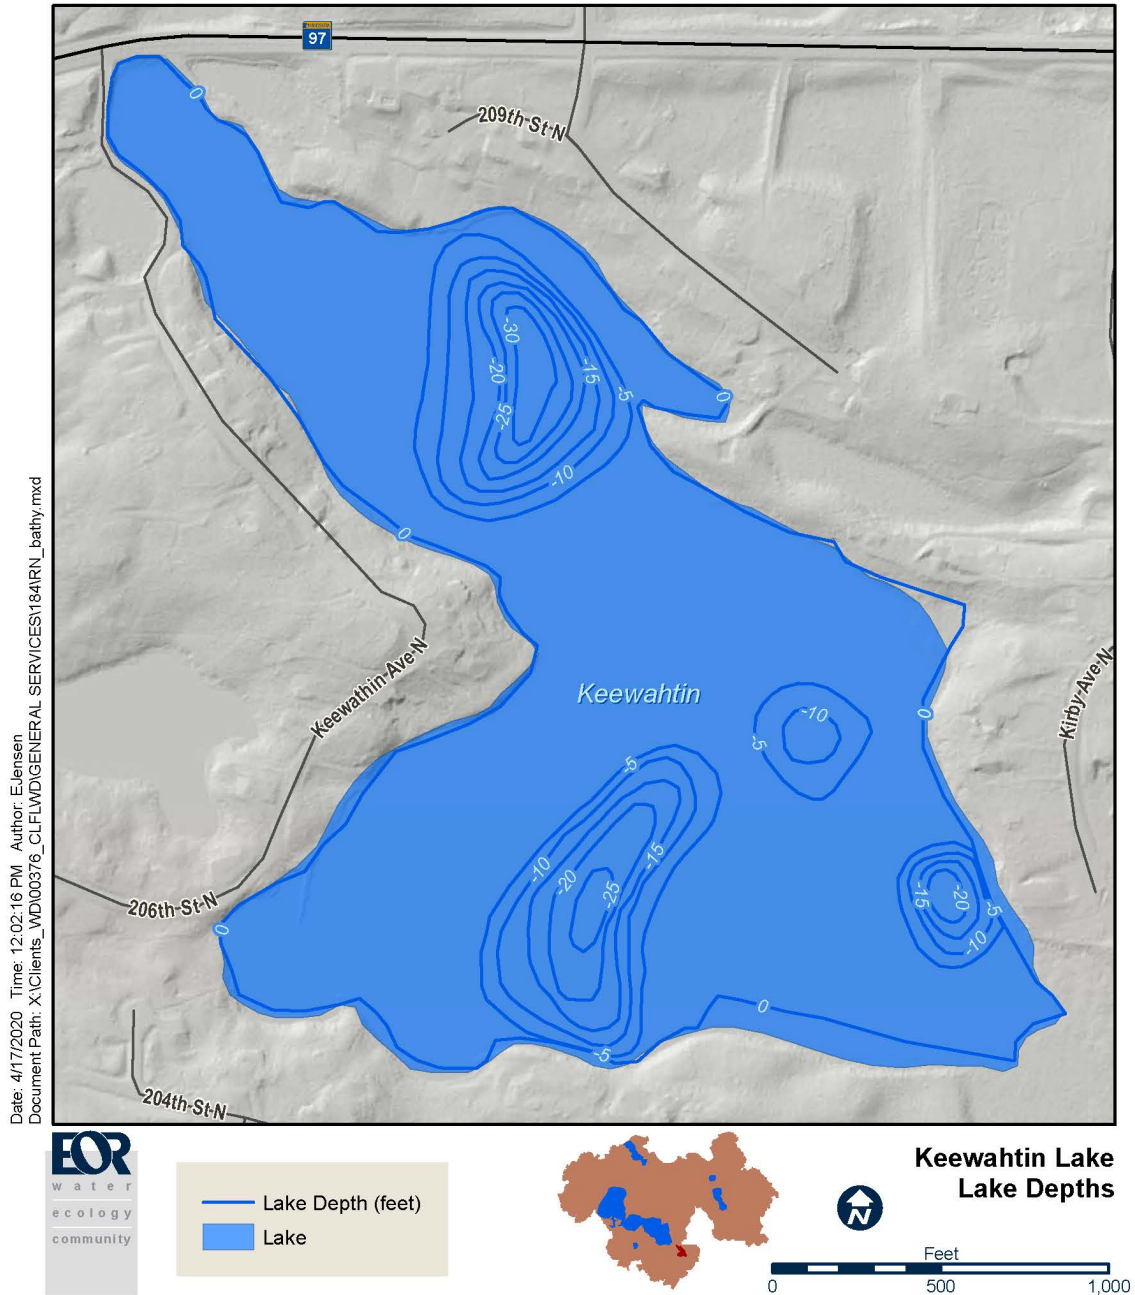 97
0
209th St N
-30
-20
-15
-5
-25
0
-10
0
Keewahtin
-10
0
-5
Keewathin Ave N
Kirby Ave N
-5
-10
-15
-20
-25
-15
-20
-5
-10
206th St N
0
0
-5
204th St N
Date: 4/17/2020 Time: 12:02:16 PM Author: EJensen
Document Path: X:\Clients_WD\00376_CLFLWD\GENERAL SERVICES\184\RN_bathy.mxd
EOR
water
ecology
community
Lake Depth (feet)
Lake
Keewahtin Lake
Lake Depths
N
Feet
0 500 1,000